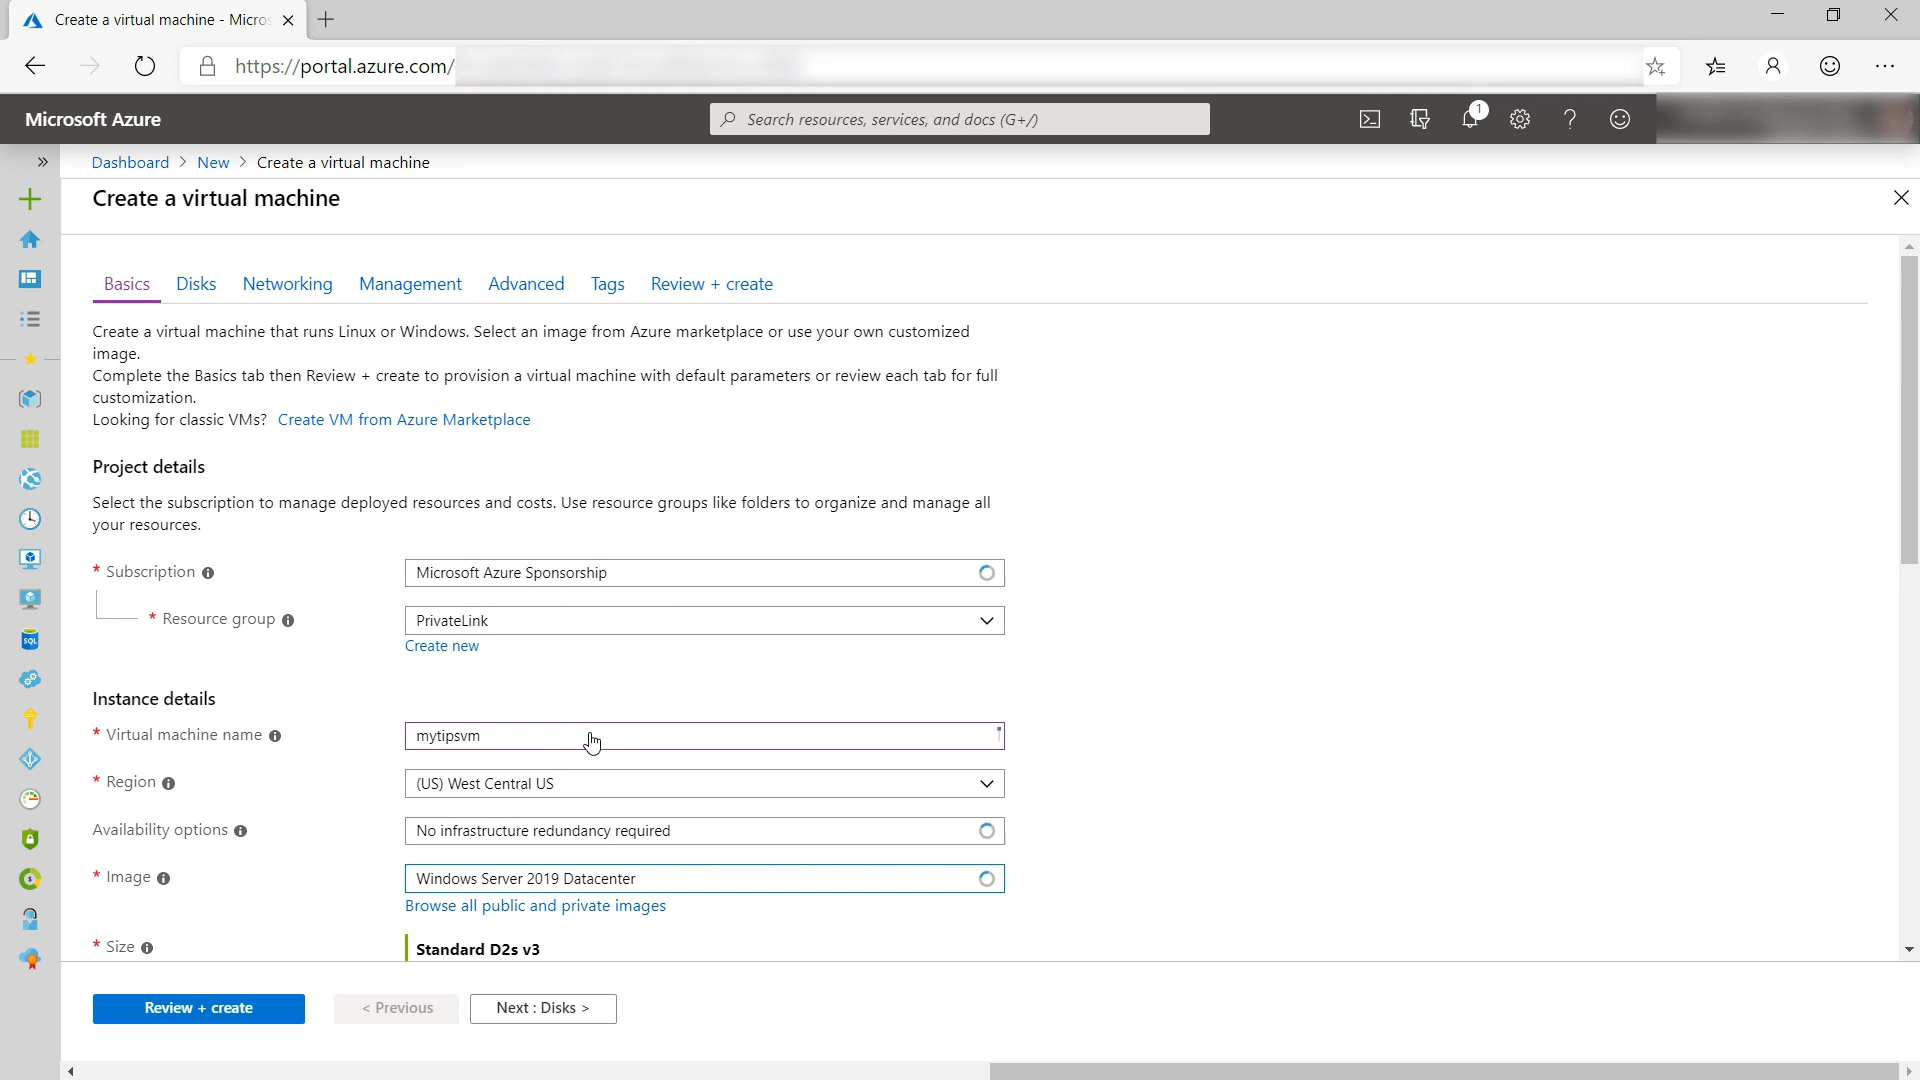 Create a virtual machine - Micros
https://portal.azure.com/
Microsoft Azure
Search resources, services, and docs (G+/)
1
Dashboard > New > Create a virtual machine
Create a virtual machine
Basics Disks Networking Management Advanced Tags Review + create
Create a virtual machine that runs Linux or Windows. Select an image from Azure marketplace or use your own customized
image.
Complete the Basics tab then Review + create to provision a virtual machine with default parameters or review each tab for full
customization.
Looking for classic VMs? Create VM from Azure Marketplace
Project details
Select the subscription to manage deployed resources and costs. Use resource groups like folders to organize and manage all
your resources.
* Subscription Microsoft Azure Sponsorship
* Resource group PrivateLink
Create new
Instance details
* Virtual machine name mytipsvm
* Region (US) West Central US
Availability options No infrastructure redundancy required
* Image Windows Server 2019 Datacenter
Browse all public and private images
* Size Standard D2s v3
Review + create < Previous Next : Disks >